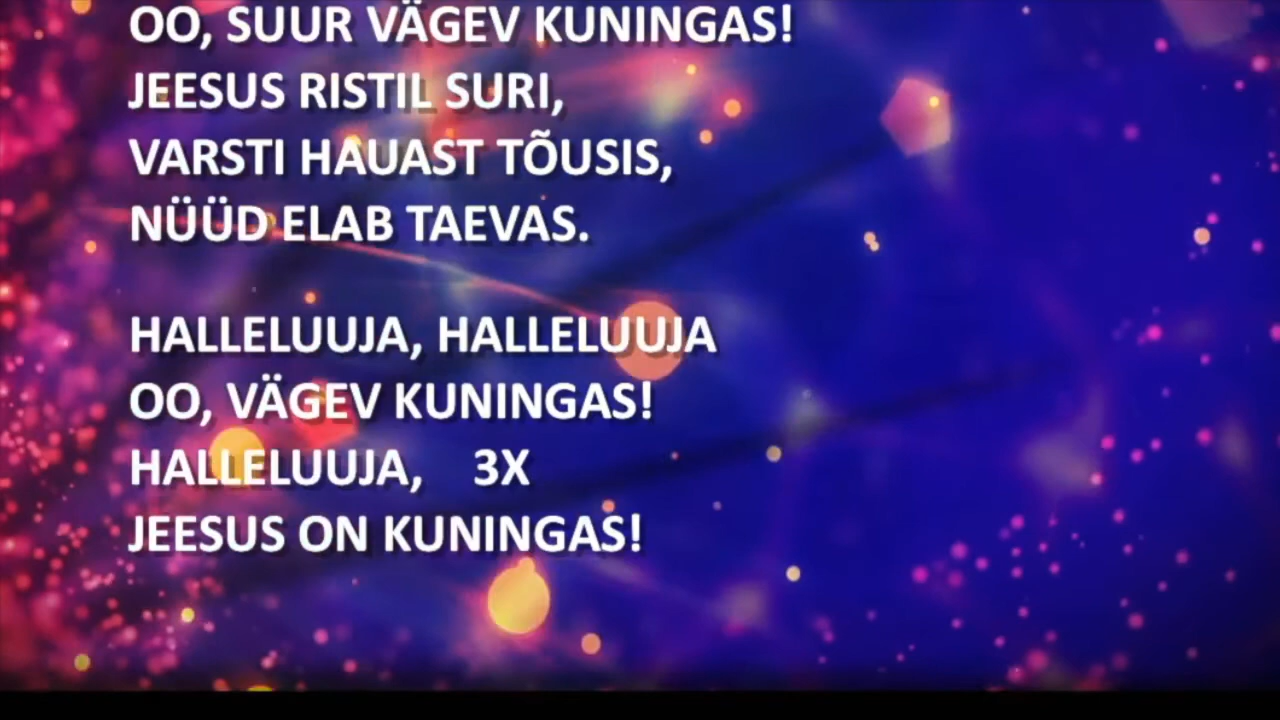 OO, SUUR VÄGEV KUNINGAS!
JEESUS RISTIL SURI,
VARSTI HAUAST TÕUSIS,
NÜÜD ELAB TAEVAS.
HALLELUUJA, HALLELUUJA
OO, VÄGEV KUNINGAS!
HALLELUUJA, 3X
JEESUS ON KUNINGAS!